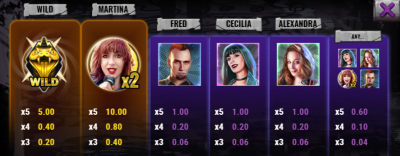 WILD
MARTINA
FRED
CECILIA
ALEXANDRA
ANY
WILD
x2
x5 5.00
x4 0.40
x3 0.20
x5 10.00
x4 0.80
x3 0.40
x5 1.00
x4 0.20
x3 0.06
x5 1.00
x4 0.20
x3 0.06
x5 1.00
x4 0.20
x3 0.06
x5 0.60
x4 0.10
x3 0.04